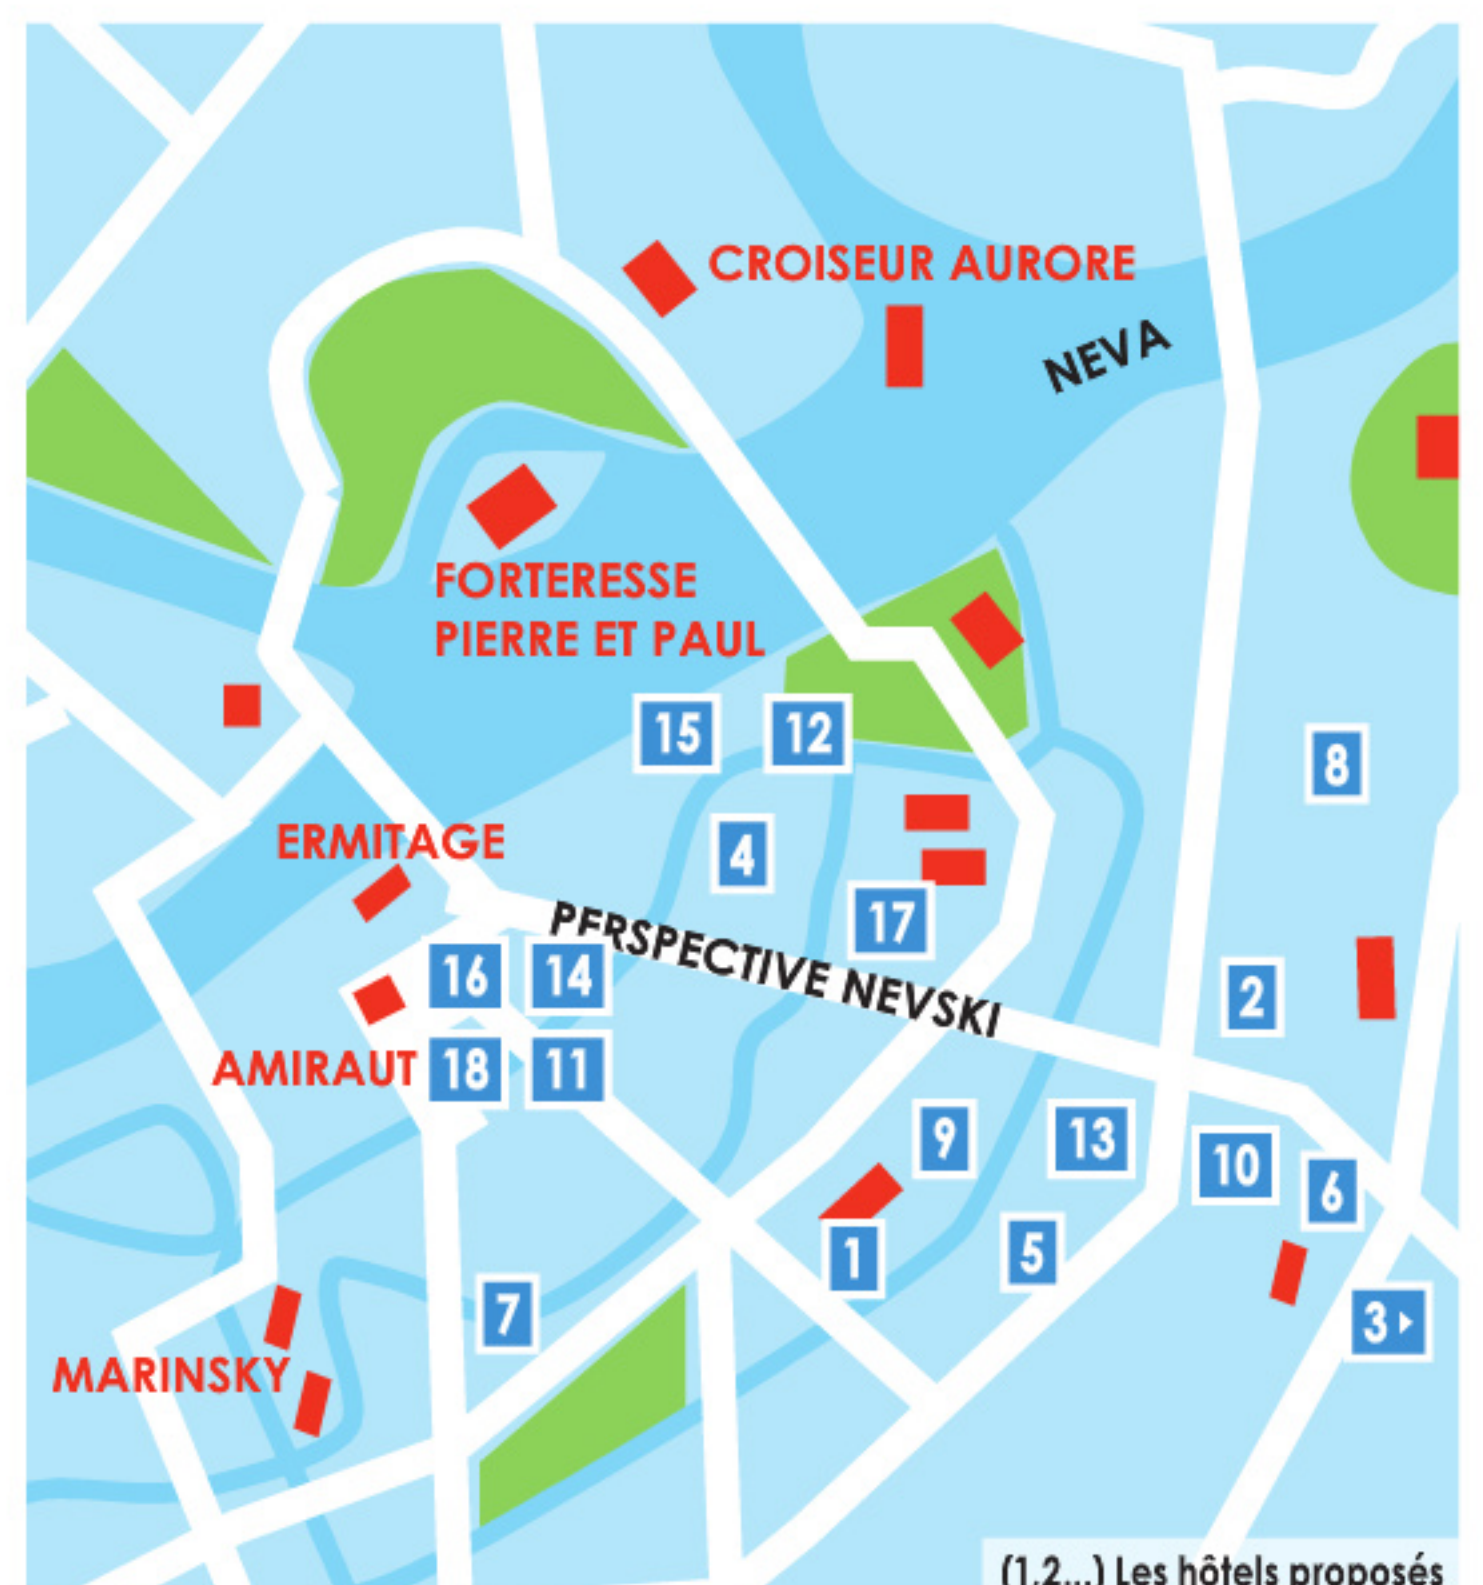 CROISEUR AURORE
NEVA
FORTERESSE
PIERRE ET PAUL
15
12
8
ERMITAGE
4
17
PERSPECTIVE NEVSKI
16
14
2
AMIRAUT
18
11
9
13
10
6
1
5
7
3
MARINSKY
(1,2...) Les hôtels proposés